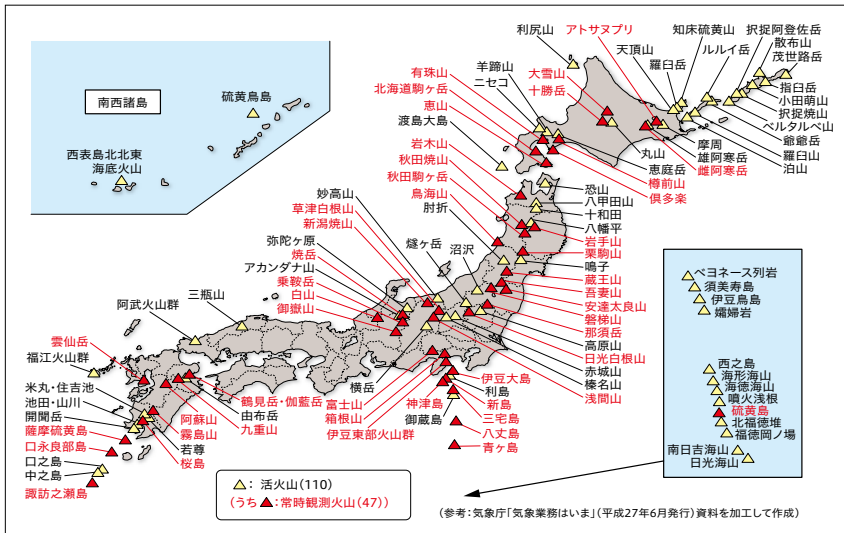 南西諸島
硫黄鳥島
西表島北北東
海底火山
利尻山
アトサヌプリ
知床硫黄山
択捉阿登佐岳
天頂山
ルルイ岳
散布山
羅臼岳
茂世路岳
羊蹄山
大雪山
有珠山
ニセコ
十勝岳
北海道駒ヶ岳
恵山
渡島大島
指臼岳
小田萌山
択捉焼山
ベルタルベ山
爺爺岳
羅臼山
泊山
摩周
雄阿寒岳
雌阿寒岳
丸山
恵庭岳
樽前山
倶多楽
岩木山
秋田焼山
秋田駒ヶ岳
鳥海山
肘折
恐山
八甲田山
十和田
八幡平
岩手山
栗駒山
鳴子
蔵王山
吾妻山
安達太良山
磐梯山
那須岳
高原山
日光白根山
赤城山
榛名山
浅間山
妙高山
草津白根山
新潟焼山
燧ヶ岳
沼沢
弥陀ヶ原
焼岳
アカンダナ山
乗鞍岳
白山
御嶽山
三瓶山
阿武火山群
雲仙岳
福江火山群
米丸・住吉池
池田・山川
開聞岳
薩摩硫黄島
口永良部島
口之島
中之島
諏訪之瀬島
鶴見岳・伽藍岳
由布岳
九重山
阿蘇山
霧島山
若尊
桜島
横岳
富士山
箱根山
伊豆東部火山群
伊豆大島
利島
新島
神津島
三宅島
御蔵島
八丈島
青ヶ島
ベヨネース列岩
須美寿島
伊豆鳥島
孀婦岩
西之島
海形海山
海徳海山
噴火浅根
硫黄島
北福徳堆
福徳岡ノ場
南日吉海山
日光海山
：活火山（110）
（うち　：常時観測火山（47））
（参考：気象庁「気象業務はいま」（平成27年6月発行）資料を加工して作成）